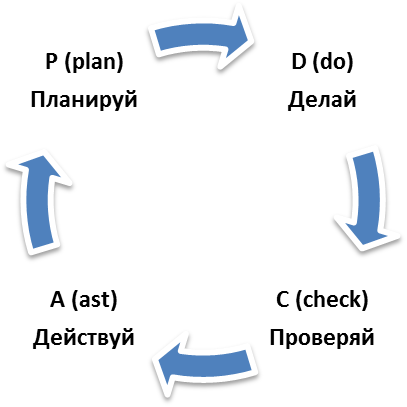 P (plan)
Планируй
D (do)
Делай
A (ast)
Действуй
C (check)
Проверяй